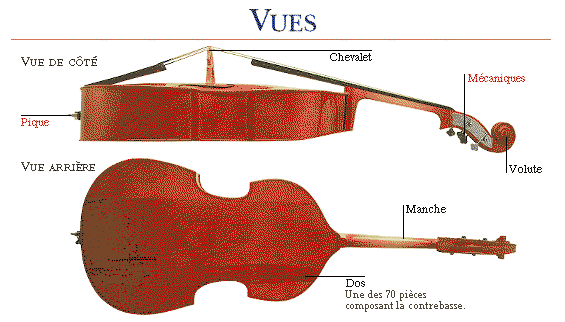 VUES
VUE DE CÔTÉ
Chevalet
Mécaniques
Pique
Volute
VUE ARRIÈRE
Manche
Dos
Une des 70 pièces
composant la contrebasse.